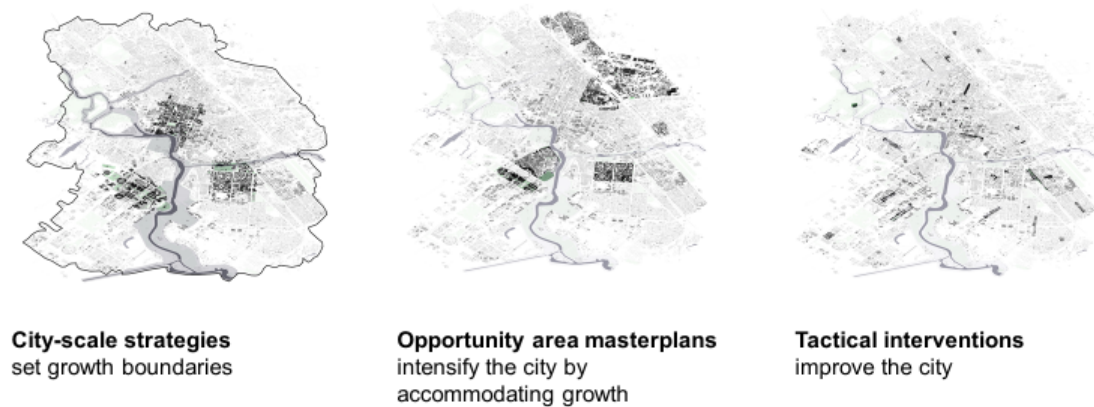 City-scale strategies
set growth boundaries
Opportunity area masterplans
intensify the city by
accommodating growth
Tactical interventions
improve the city